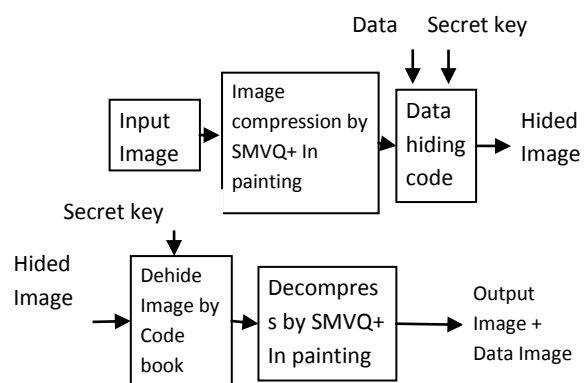 Data
Secret key
Input
Image
Image
compression by
SMVQ+ In
painting
Data
hiding
code
Hided
Image
Secret key
Hided
Image
Dehide
Image by
Code
book
Decompres
s by SMVQ+
In painting
Output
Image +
Data Image